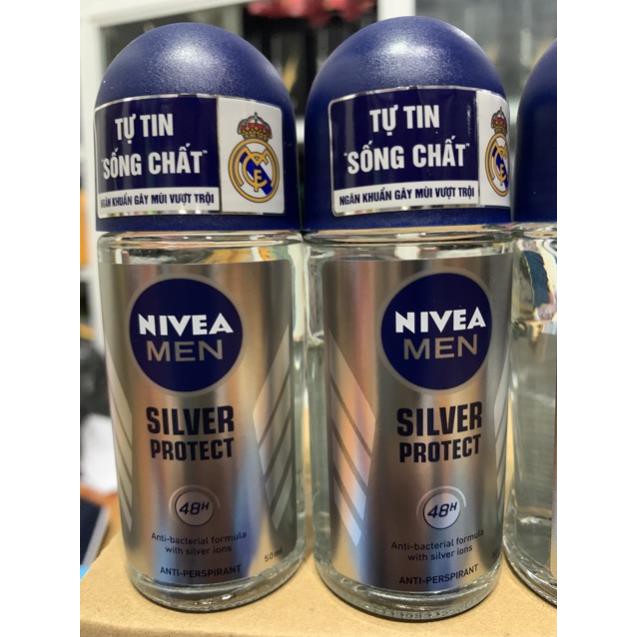 TỰ TIN
"SỐNG CHẤT"
NGĂN KHUẨN GÂY MÙI VƯỢT TRỘI
NIVEA
MEN
SILVER
PROTECT
48H
Anti-bacterial formula
with silver ions
50 ml
ANTI-PERSPIRANT
TỰ TIN
"SỐNG CHẤT"
NGĂN KHUẨN GÂY MÙI VƯỢT TRỘI
NIVEA
MEN
SILVER
PROTECT
48H
Anti-bacterial formula
with silver ions
ANTI-PERSPIRANT